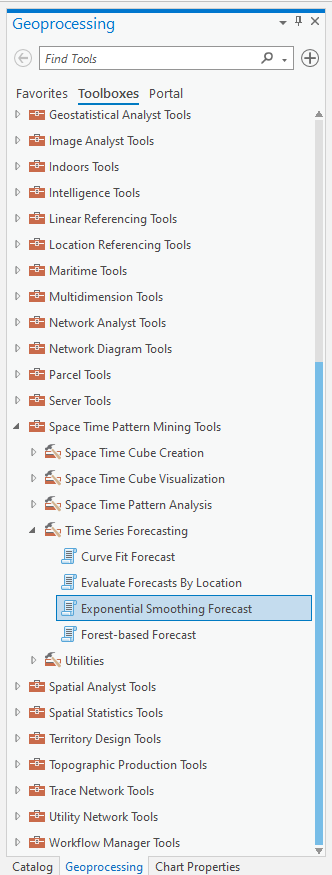 Geoprocessing
Find Tools
Favorites Toolboxes Portal
Geostatistical Analyst Tools
Image Analyst Tools
Indoors Tools
Intelligence Tools
Linear Referencing Tools
Location Referencing Tools
Maritime Tools
Multidimension Tools
Network Analyst Tools
Network Diagram Tools
Parcel Tools
Server Tools
Space Time Pattern Mining Tools
Space Time Cube Creation
Space Time Cube Visualization
Space Time Pattern Analysis
Time Series Forecasting
Curve Fit Forecast
Evaluate Forecasts By Location
Exponential Smoothing Forecast
Forest-based Forecast
Utilities
Spatial Analyst Tools
Spatial Statistics Tools
Territory Design Tools
Topographic Production Tools
Trace Network Tools
Utility Network Tools
Workflow Manager Tools
Catalog Geoprocessing Chart Properties